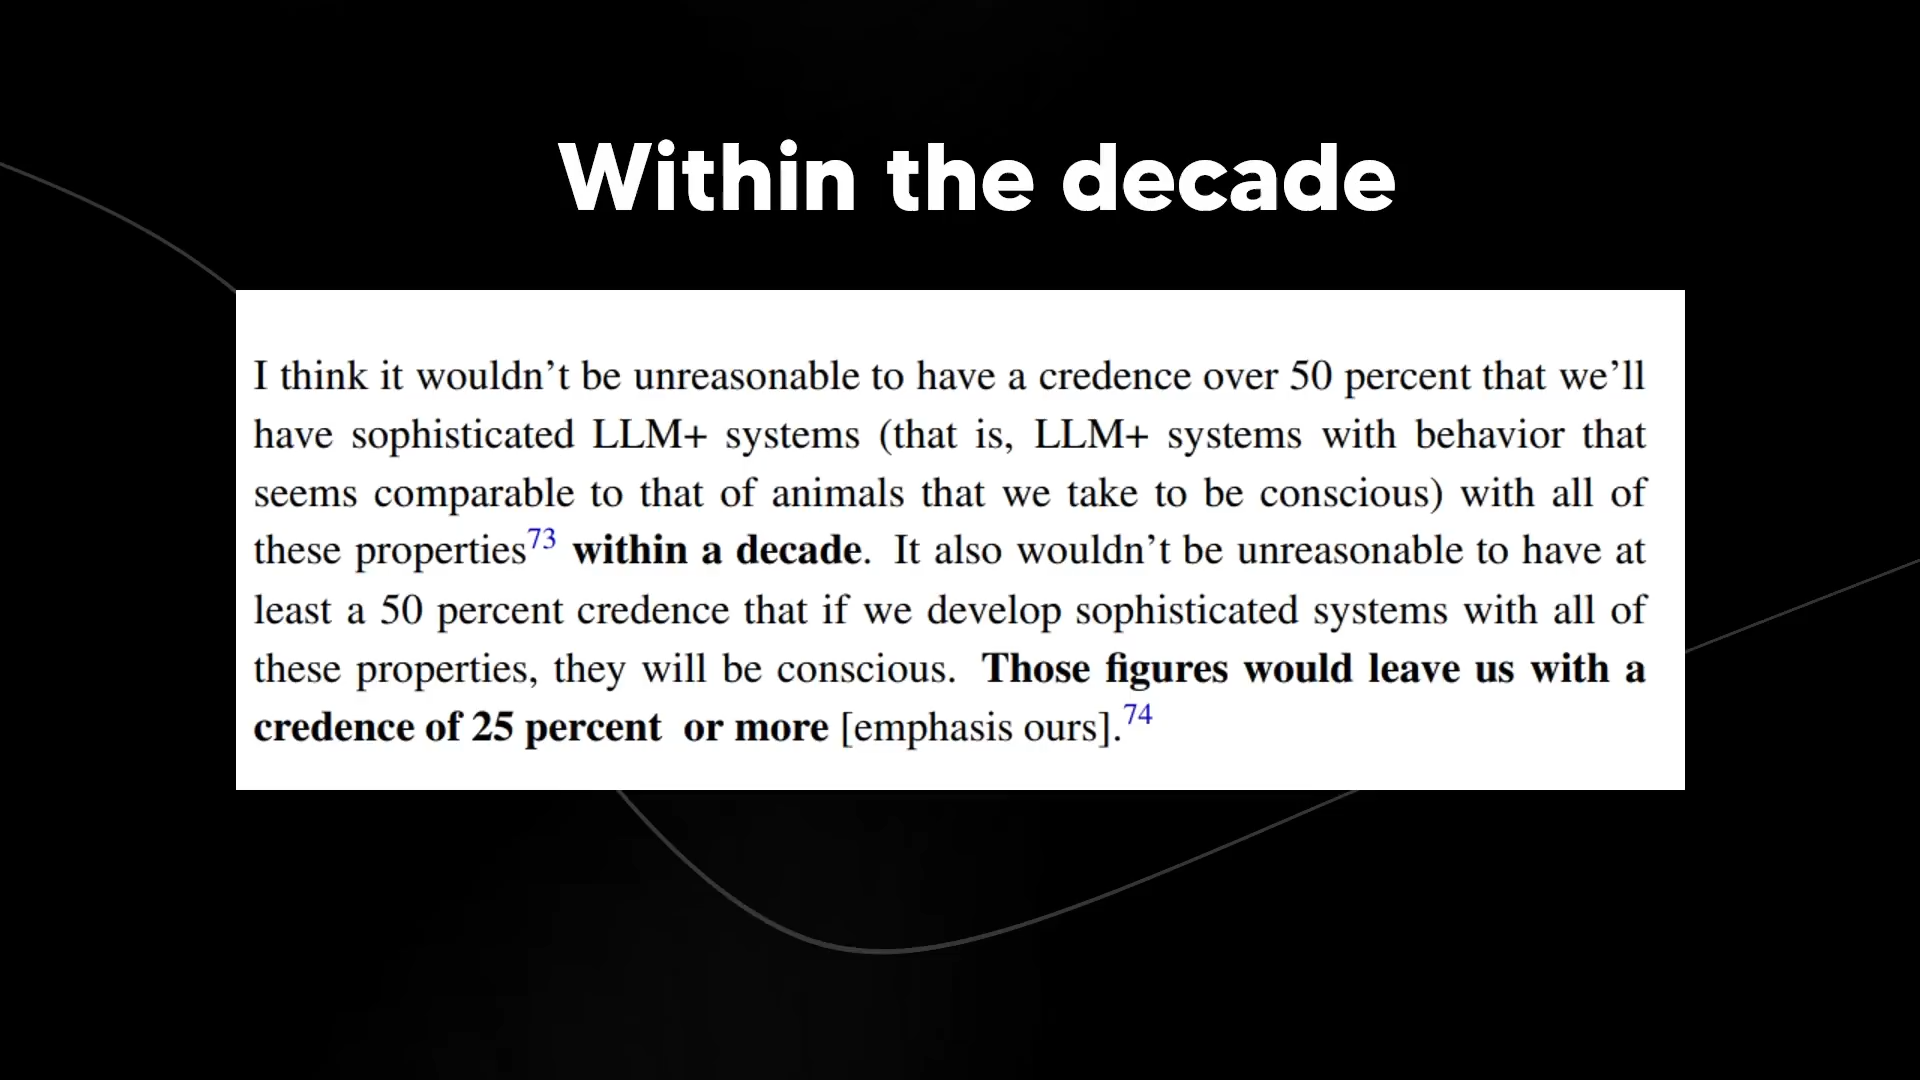 Within the decade
I think it wouldn’t be unreasonable to have a credence over 50 percent that we’ll
have sophisticated LLM+ systems (that is, LLM+ systems with behavior that
seems comparable to that of animals that we take to be conscious) with all of
these properties73 within a decade. It also wouldn’t be unreasonable to have at
least a 50 percent credence that if we develop sophisticated systems with all of
these properties, they will be conscious. Those figures would leave us with a
credence of 25 percent or more [emphasis ours].74